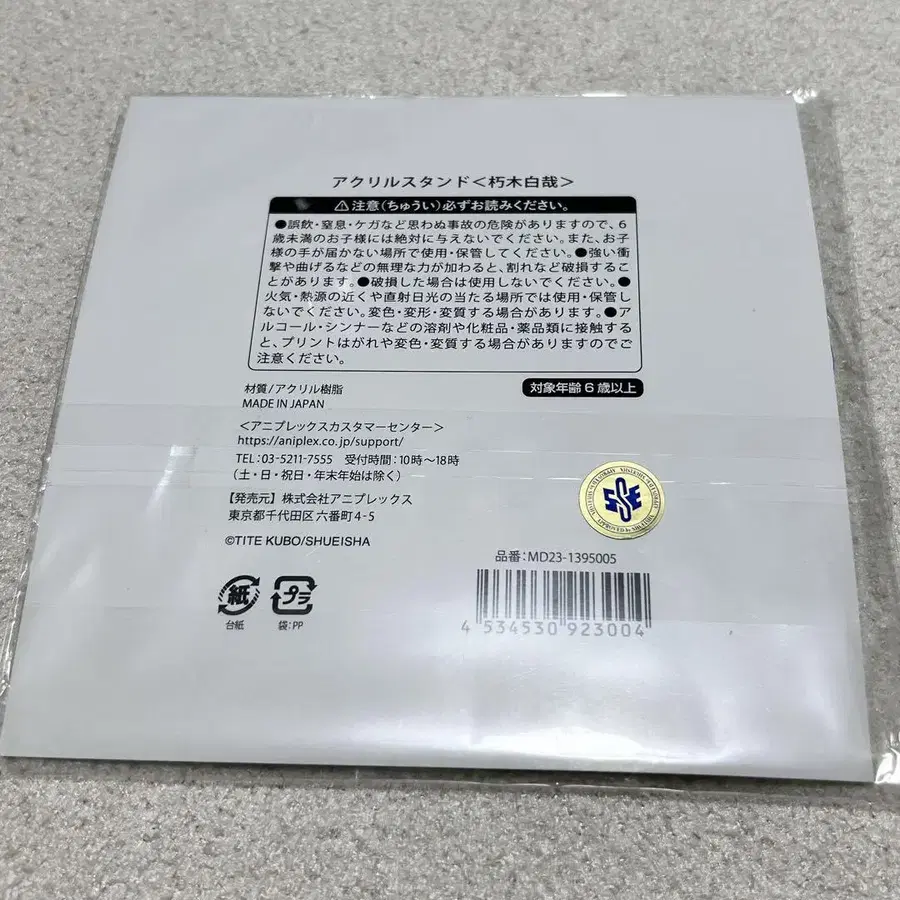 アクリルスタンド＜朽木白哉＞
⚠注意(ちゅうい)必ずお読みください。
●誤飲・窒息・ケガなど思わぬ事故の危険がありますので、6
歳未満のお子様には絶対に与えないでください。また、お子
様の手が届かない場所で使用・保管してください。●強い衝
撃や曲げるなどの無理な力が加わると、割れなど破損するこ
とがあります。●破損した場合は使用しないでください。●
火気・熱源の近くや直射日光の当たる場所では使用・保管し
ないでください。変色・変形・変質する場合があります。●ア
ルコール・シンナーなどの溶剤や化粧品・薬品類に接触する
と、プリントはがれや変色・変質する場合がありますのでご
注意ください。
材質/アクリル樹脂
対象年齢6歳以上
MADE IN JAPAN
＜アニプレックスカスタマーセンター＞
https://aniplex.co.jp/support/
TEL：03-5211-7555 受付時間：10時～18時
（土・日・祝日・年末年始は除く）
【発売元】株式会社アニプレックス
東京都千代田区六番町4-5
©TITE KUBO/SHUEISHA
品番：MD23-1395005
紙
プラ
台紙
袋：PP
4 534530 923004